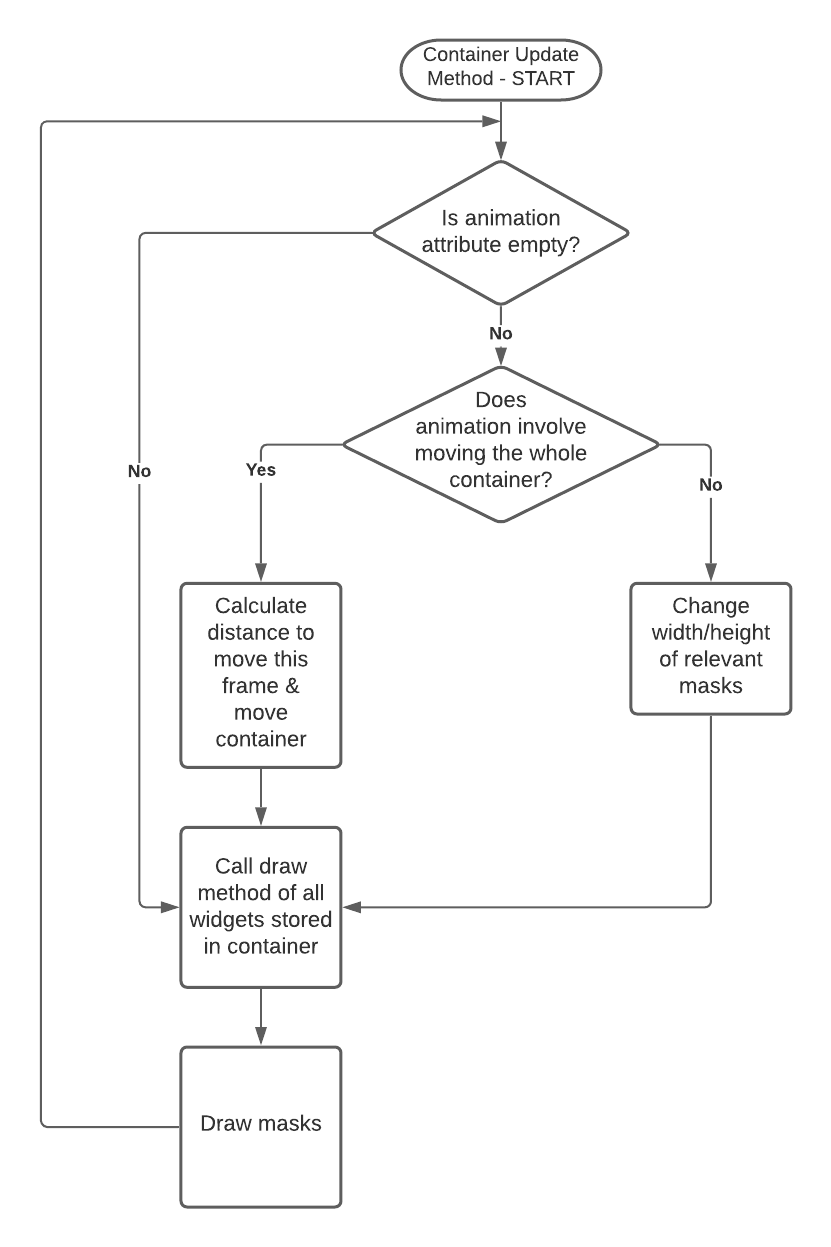 Container Update
Method - START
Is animation
attribute empty?
No
Does
animation involve
moving the whole
container?
No
Yes
No
Calculate
distance to
move this
frame &
move
container
Change
width/height
of relevant
masks
Call draw
method of all
widgets stored
in container
Draw masks